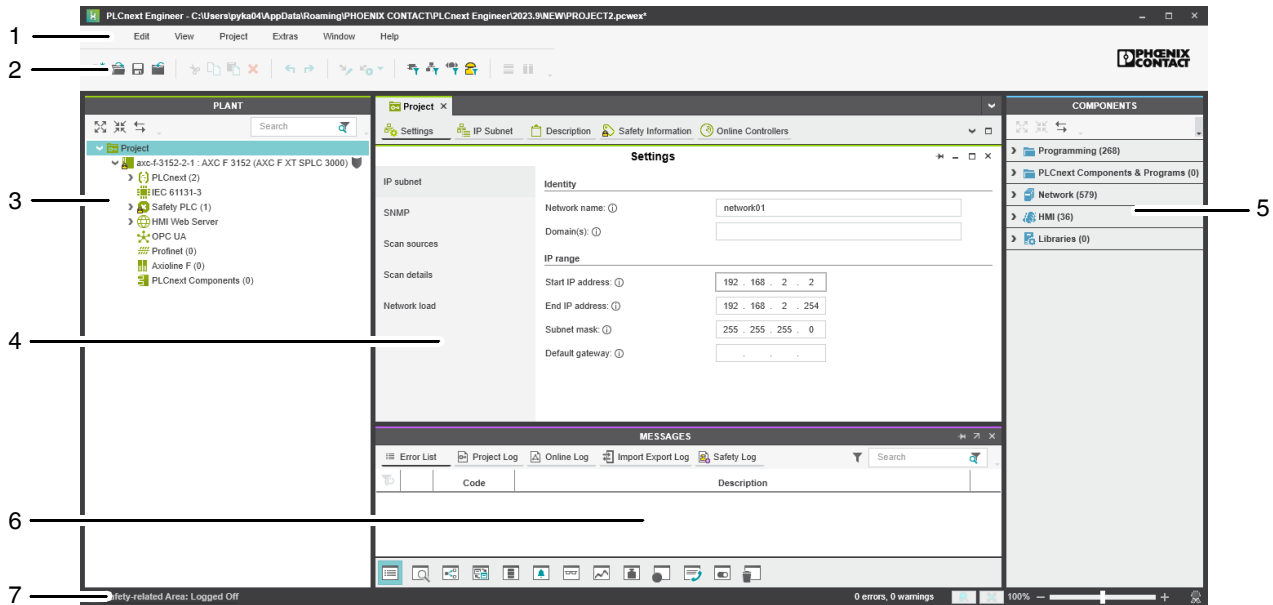 PLCnext Engineer - C:\Users\pyka04\AppData\Roaming\PHOENIX CONTACT\PLCnext Engineer\2023.9\NEW\PROJECT2.pcwex*
1
Edit View Project Extras Window Help
PHŒNIX
CONTACT
2
PLANT
Search
Project
axc-f-3152-2-1 : AXC F 3152 (AXC F XT SPLC 3000)
PLCnext (2)
IEC 61131-3
3
Safety PLC (1)
HMI Web Server
OPC UA
Profinet (0)
Axioline F (0)
PLCnext Components (0)
Project
Settings IP Subnet Description Safety Information Online Controllers
Settings
IP subnet
SNMP
Scan sources
Scan details
Network load
4
Identity
Network name: network01
Domain(s):
IP range
Start IP address: 192 . 168 . 2 . 2
End IP address: 192 . 168 . 2 . 254
Subnet mask: 255 . 255 . 255 . 0
Default gateway: . . .
COMPONENTS
Programming (268)
PLCnext Components & Programs (0)
Network (579)
5
HMI (36)
Libraries (0)
MESSAGES
Error List Project Log Online Log Import Export Log Safety Log Search
Code Description
6
7
afety-related Area: Logged Off 0 errors, 0 warnings 100%